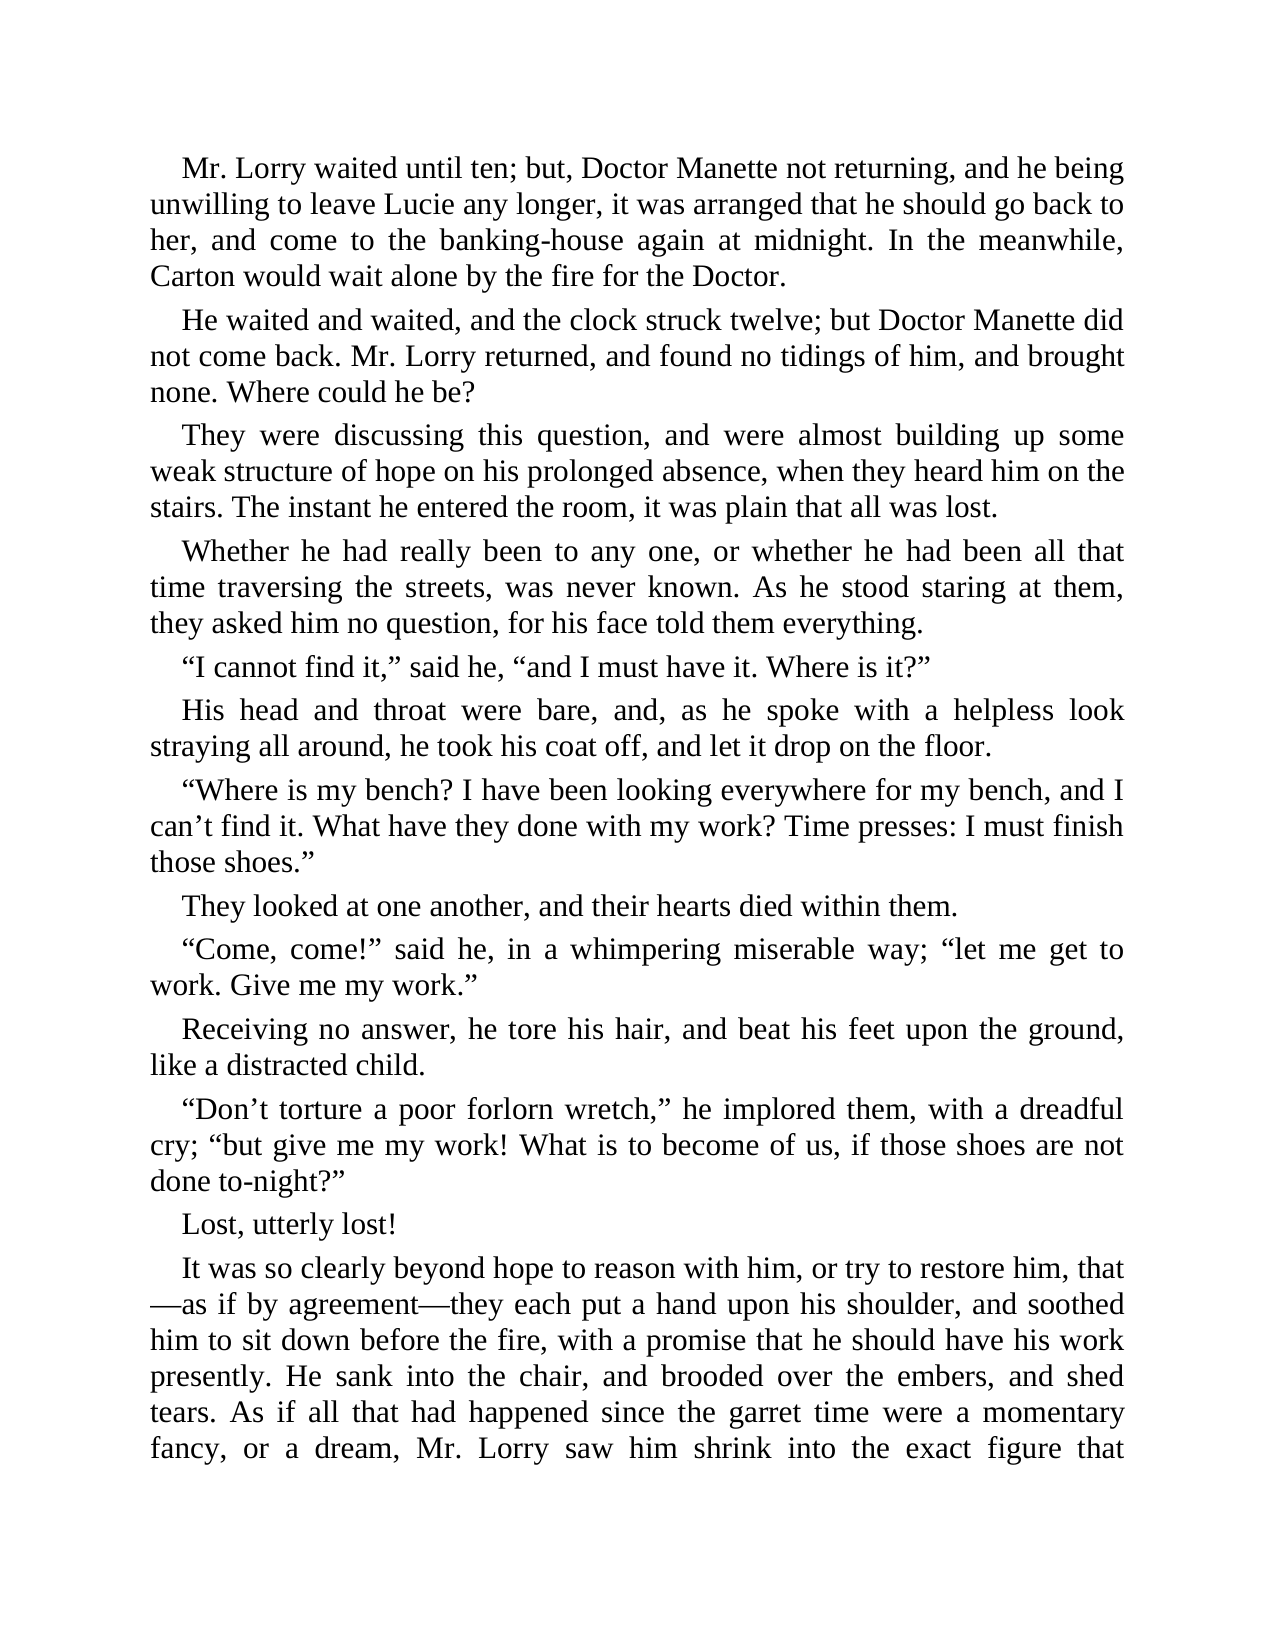 Mr. Lorry waited until ten; but, Doctor Manette not returning, and he being
unwilling to leave Lucie any longer, it was arranged that he should go back to
her, and come to the banking-house again at midnight. In the meanwhile,
Carton would wait alone by the fire for the Doctor.
He waited and waited, and the clock struck twelve; but Doctor Manette did
not come back. Mr. Lorry returned, and found no tidings of him, and brought
none. Where could he be?
They were discussing this question, and were almost building up some
weak structure of hope on his prolonged absence, when they heard him on the
stairs. The instant he entered the room, it was plain that all was lost.
Whether he had really been to any one, or whether he had been all that
time traversing the streets, was never known. As he stood staring at them,
they asked him no question, for his face told them everything.
“I cannot find it,” said he, “and I must have it. Where is it?”
His head and throat were bare, and, as he spoke with a helpless look
straying all around, he took his coat off, and let it drop on the floor.
“Where is my bench? I have been looking everywhere for my bench, and I
can’t find it. What have they done with my work? Time presses: I must finish
those shoes.”
They looked at one another, and their hearts died within them.
“Come, come!” said he, in a whimpering miserable way; “let me get to
work. Give me my work.”
Receiving no answer, he tore his hair, and beat his feet upon the ground,
like a distracted child.
“Don’t torture a poor forlorn wretch,” he implored them, with a dreadful
cry; “but give me my work! What is to become of us, if those shoes are not
done to-night?”
Lost, utterly lost!
It was so clearly beyond hope to reason with him, or try to restore him, that
—as if by agreement—they each put a hand upon his shoulder, and soothed
him to sit down before the fire, with a promise that he should have his work
presently. He sank into the chair, and brooded over the embers, and shed
tears. As if all that had happened since the garret time were a momentary
fancy, or a dream, Mr. Lorry saw him shrink into the exact figure that